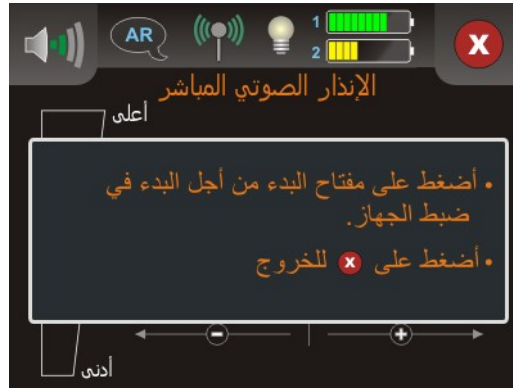 AR
1
2
X
الإنذار الصوتي المباشر
أعلى
• أضغط على مفتاح البدء من أجل البدء في
ضبط الجهاز.
• أضغط على x للخروج
أدنى